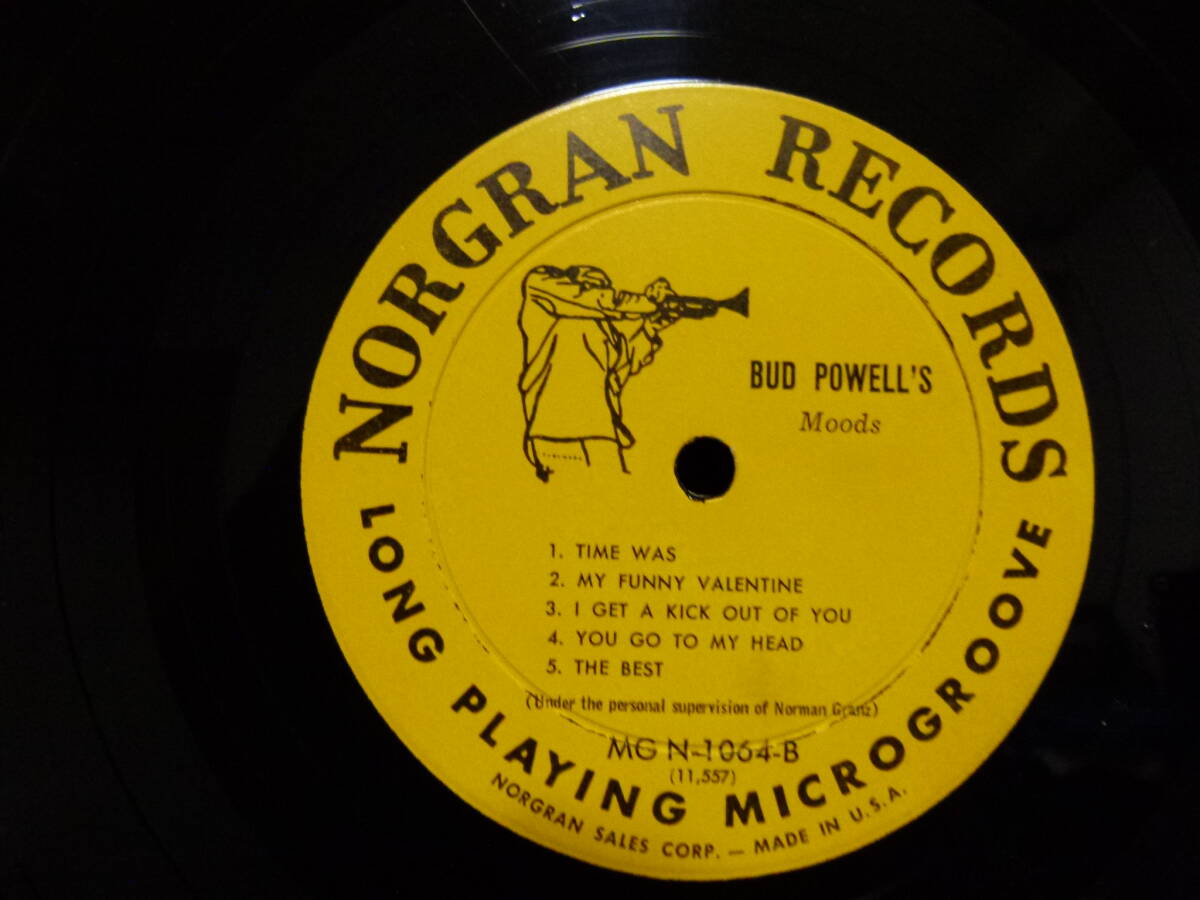 NORGRAN RECORDS
BUD POWELL'S
Moods
1. TIME WAS
2. MY FUNNY VALENTINE
3. I GET A KICK OUT OF YOU
4. YOU GO TO MY HEAD
5. THE BEST
(Under the personal supervision of Norman Granz)
MG N-1064-B
(11,557)
LONG PLAYING MICROGROOVE
NORGRAN SALES CORP. — MADE IN U.S.A.